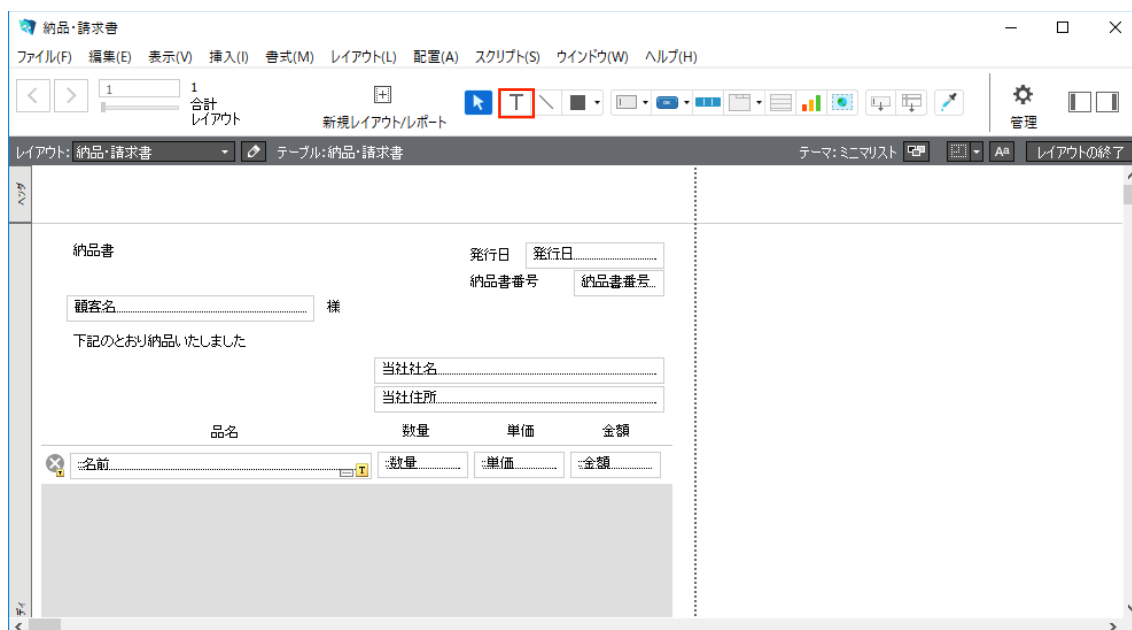 納品・請求書
ファイル(F) 編集(E) 表示(V) 挿入(I) 書式(M) レイアウト(L) 配置(A) スクリプト(S) ウインドウ(W) ヘルプ(H)
1 1
合計
レイアウト 新規レイアウト/レポート T 管理
レイアウト: 納品・請求書 テーブル:納品・請求書 テーマ:ミニマリスト Aa レイアウトの終了
ヘッダ
納品書 発行日 発行日
納品書番号 納品書番号
顧客名 様
下記のとおり納品いたしました
当社社名
当社住所
品名 数量 単価 金額
::名前 T ::数量 ::単価 ::金額